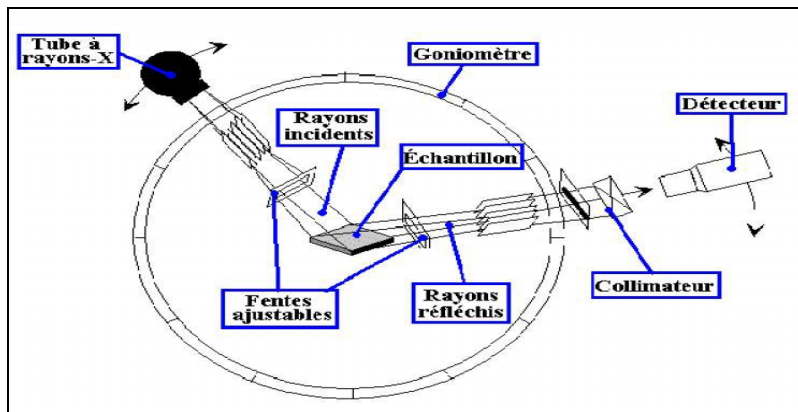 Tube à
rayons-X
Goniomètre
Détecteur
Rayons
incidents
Échantillon
Fentes
ajustables
Rayons
réfléchis
Collimateur